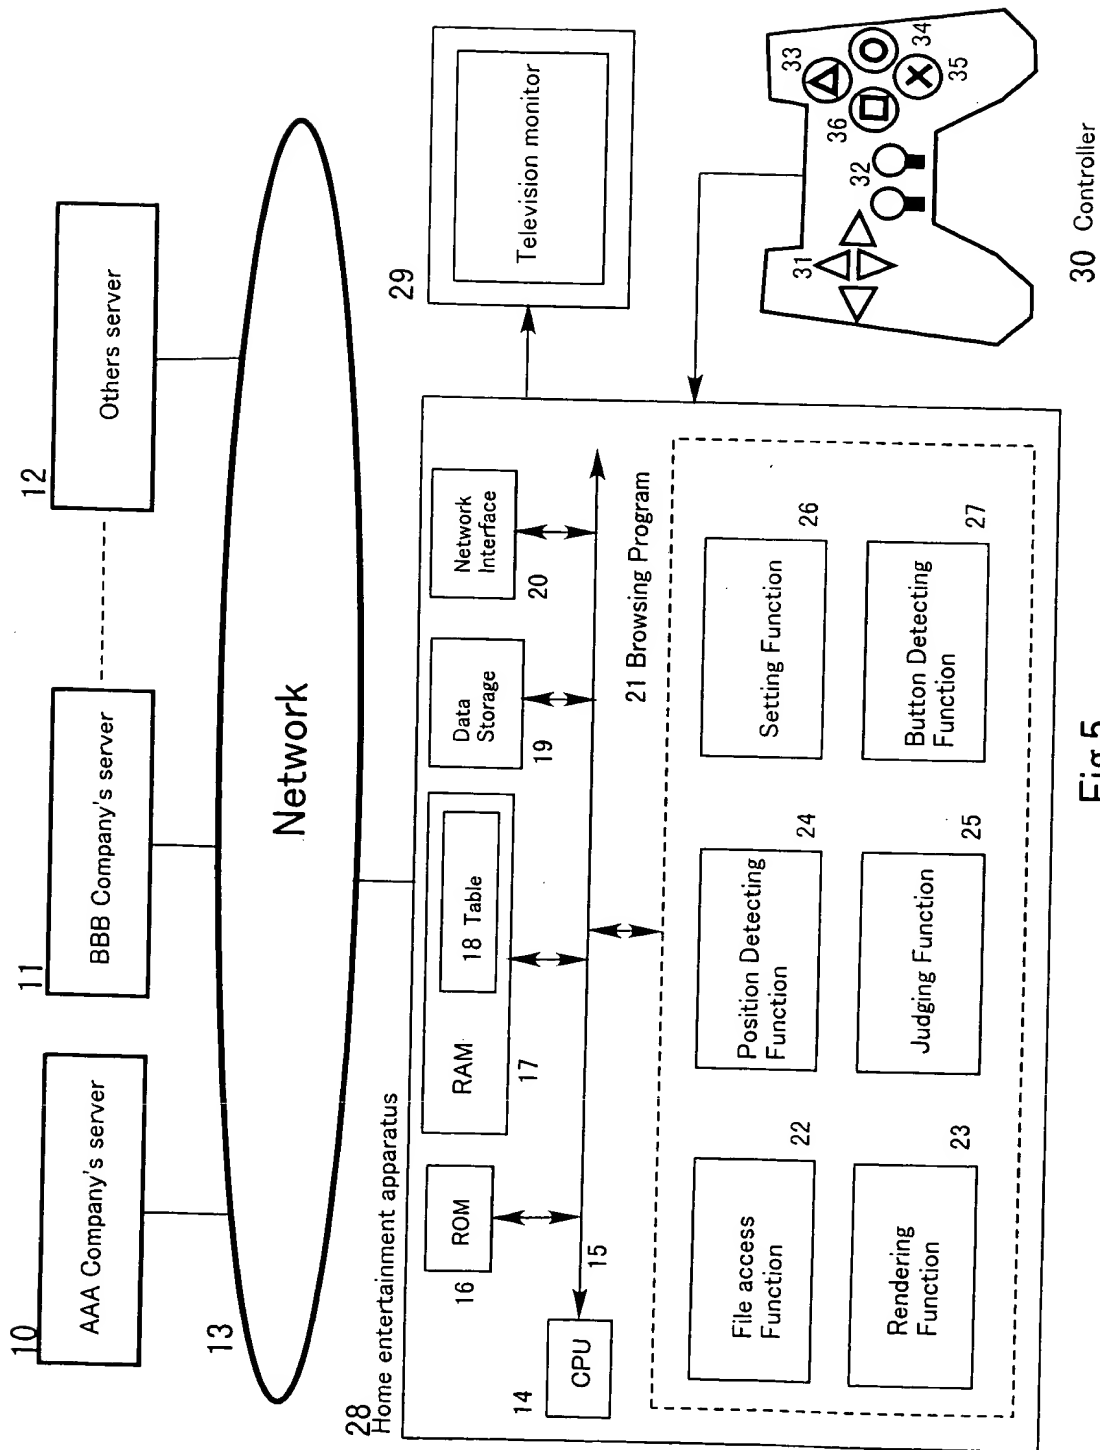 10
AAA Company's server
11
BBB Company's server
12
Others server
13
Network
28
Home entertainment apparatus
14
CPU
15
16
ROM
RAM
17
18 Table
Data
Storage
19
Network
Interface
20
21 Browsing Program
File access
Function
22
Position Detecting
Function
24
Setting Function
26
Rendering
Function
23
Judging Function
25
Button Detecting
Function
27
29
Television monitor
31
32
33
34
35
36
30 Controller
Fig.5